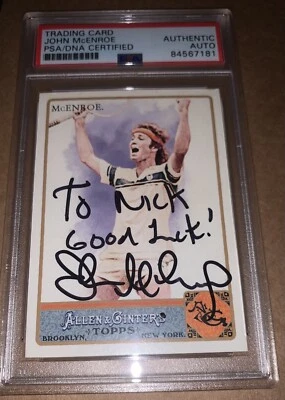 TRADING CARD
JOHN McENROE
PSA/DNA CERTIFIED
AUTHENTIC
AUTO
84567181
PSA
McENROE
To Nick
Good Luck!
ALLEN & GINTER'S
TOPPS
BROOKLYN, NEW YORK